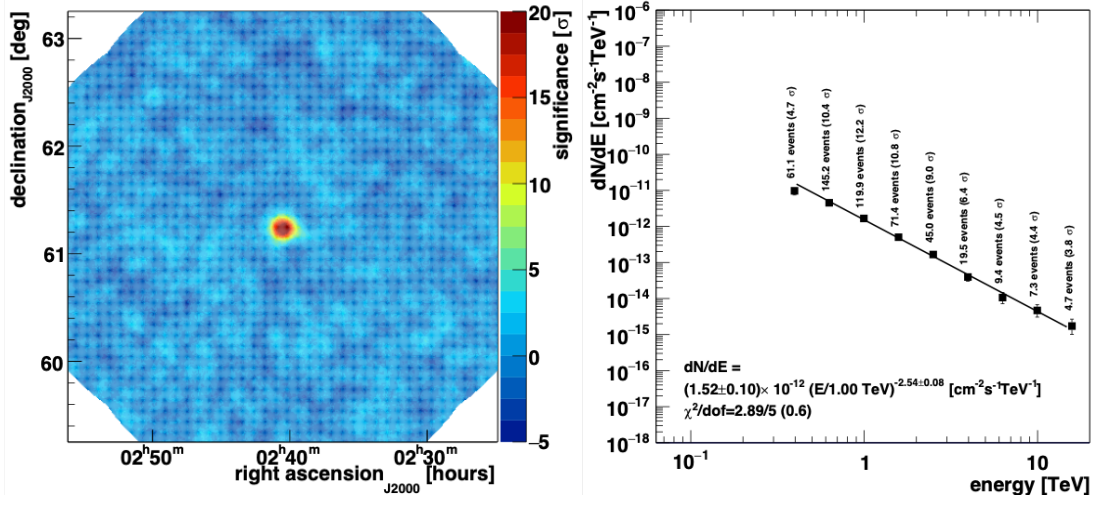 declination J2000 [deg]
63
62
61
60
02h50m
02h40m
02h30m
right ascension J2000 [hours]
20
15
10
5
0
−5
significance [σ]
dN/dE [cm-2s-1TeV-1]
10−6
10−7
10−8
10−9
10−10
10−11
10−12
10−13
10−14
10−15
10−16
10−17
10−18
61.1 events (4.7 σ)
145.2 events (10.4 σ)
119.9 events (12.2 σ)
71.4 events (10.8 σ)
45.0 events (9.0 σ)
19.5 events (6.4 σ)
9.4 events (4.5 σ)
7.3 events (4.4 σ)
4.7 events (3.8 σ)
dN/dE =
(1.52±0.10)× 10-12 (E/1.00 TeV)-2.54±0.08 [cm-2s-1TeV-1]
χ2/dof=2.89/5 (0.6)
10−1
1
10
energy [TeV]